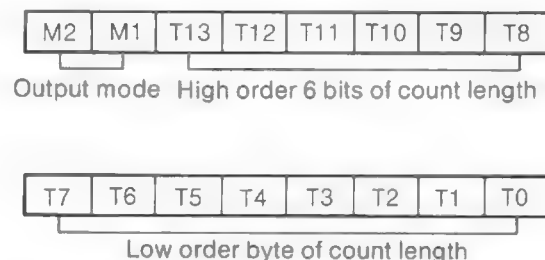 M2 M1 T13 T12 T11 T10 T9 T8
Output mode High order 6 bits of count length
T7 T6 T5 T4 T3 T2 T1 T0
Low order byte of count length